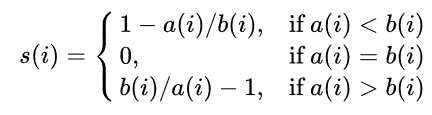 1 − a(i)/b(i), if a(i) < b(i)
s(i) = { 0, if a(i) = b(i)
b(i)/a(i) − 1, if a(i) > b(i)